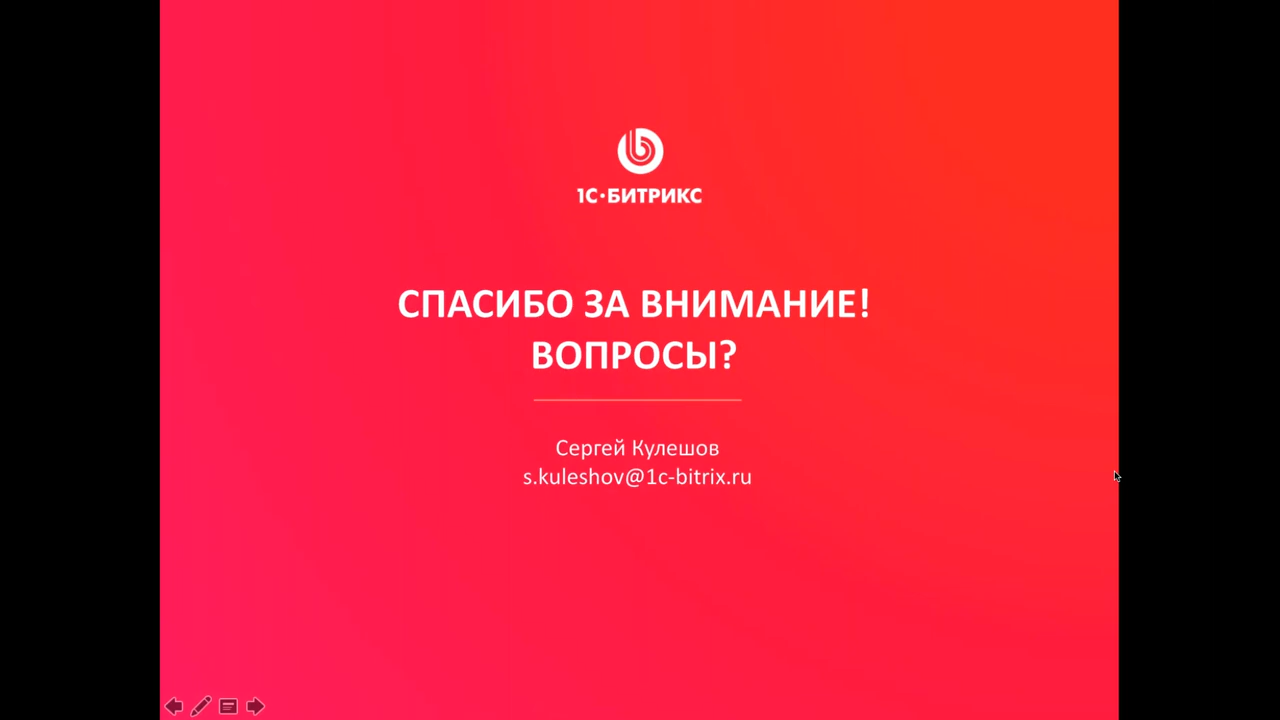 1С·БИТРИКС
СПАСИБО ЗА ВНИМАНИЕ!
ВОПРОСЫ?
Сергей Кулешов
s.kuleshov@1c-bitrix.ru